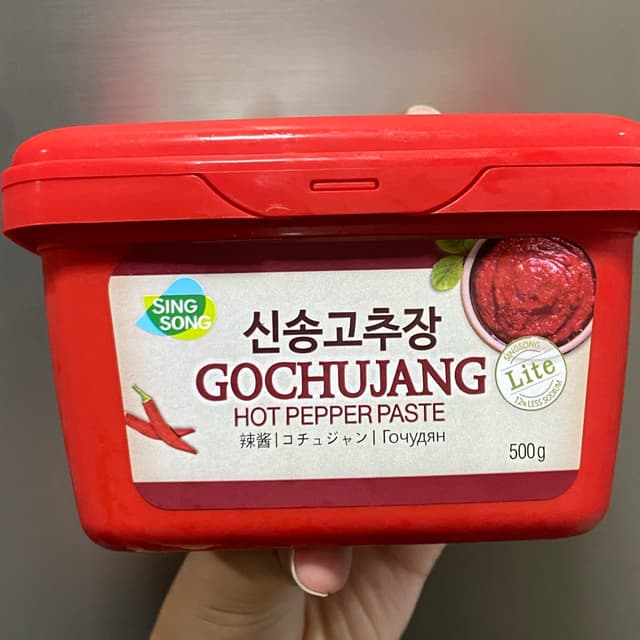 SING
SONG
신송고추장
GOCHUJANG
HOT PEPPER PASTE
辣酱|コチュジャン|Гочудян
500g
SINGSONG
Lite
12% LESS SODIUM